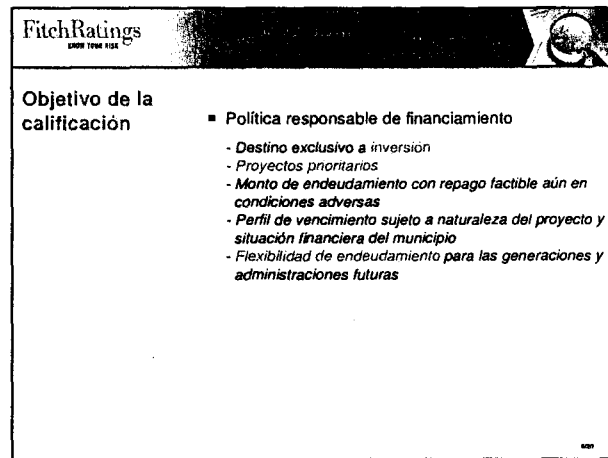 FitchRatings
KNOW YOUR RISK
Objetivo de la
calificación
▪ Política responsable de financiamiento
- Destino exclusivo a inversión
- Proyectos prioritarios
- Monto de endeudamiento con repago factible aún en
condiciones adversas
- Perfil de vencimiento sujeto a naturaleza del proyecto y
situación financiera del municipio
- Flexibilidad de endeudamiento para las generaciones y
administraciones futuras